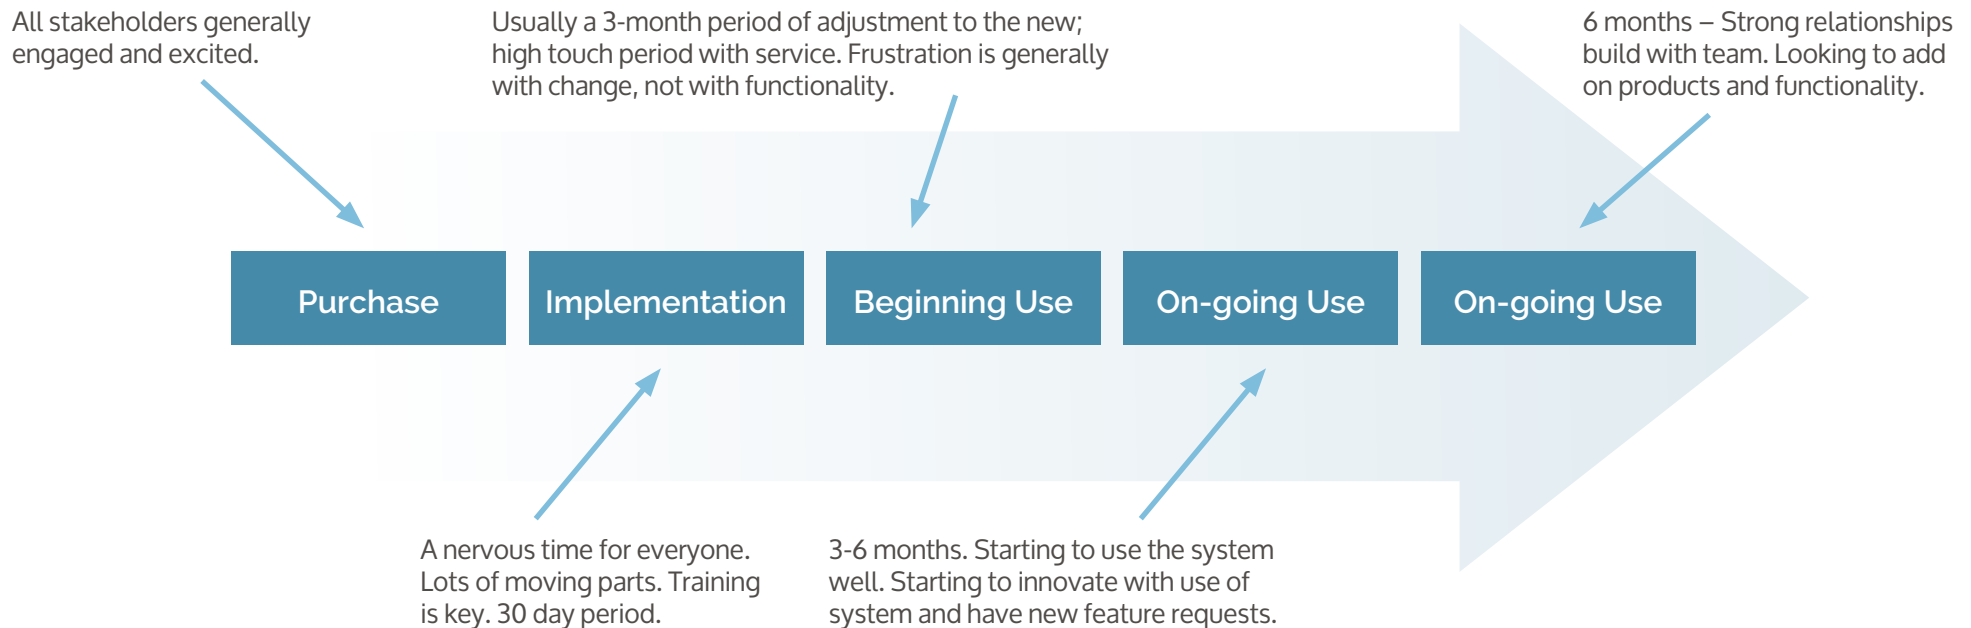 All stakeholders generally
engaged and excited.
Usually a 3-month period of adjustment to the new;
high touch period with service. Frustration is generally
with change, not with functionality.
6 months – Strong relationships
build with team. Looking to add
on products and functionality.
Purchase
Implementation
Beginning Use
On-going Use
On-going Use
A nervous time for everyone.
Lots of moving parts. Training
is key. 30 day period.
3-6 months. Starting to use the system
well. Starting to innovate with use of
system and have new feature requests.